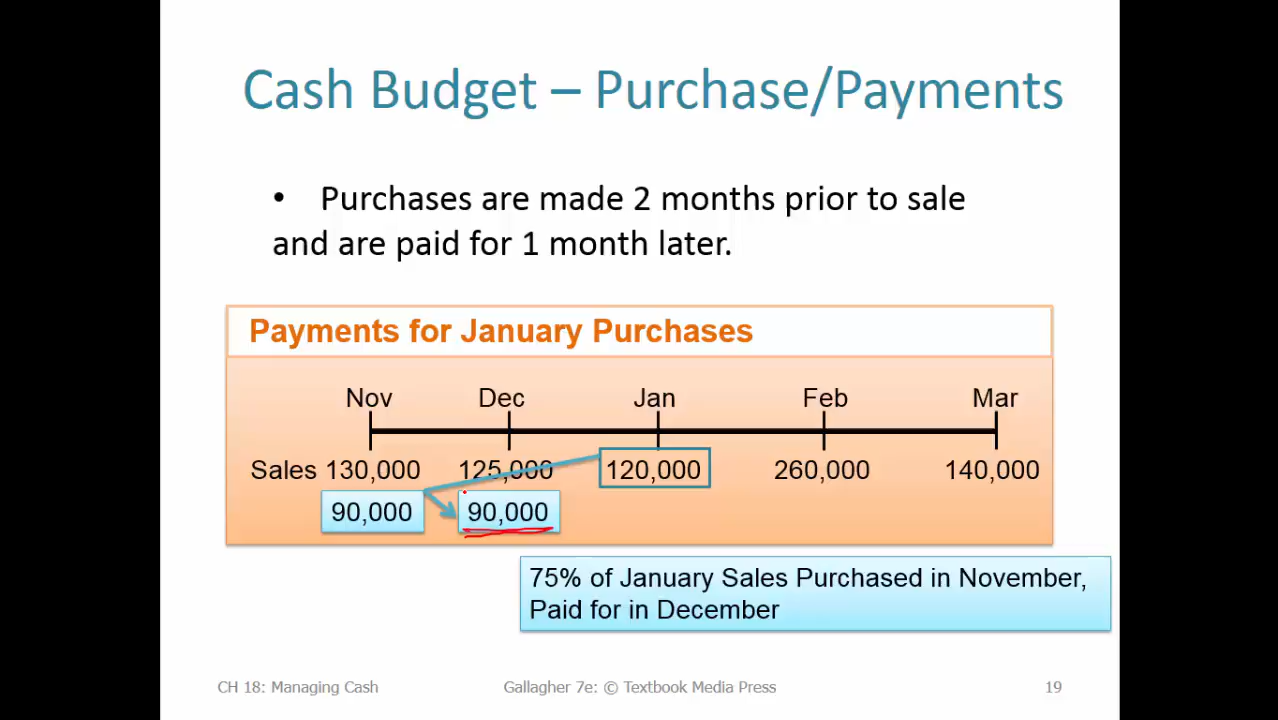 Cash Budget – Purchase/Payments
• Purchases are made 2 months prior to sale
and are paid for 1 month later.
Payments for January Purchases
Nov Dec Jan Feb Mar
Sales 130,000 125,000 120,000 260,000 140,000
90,000 90,000
75% of January Sales Purchased in November,
Paid for in December
CH 18: Managing Cash Gallagher 7e: © Textbook Media Press 19